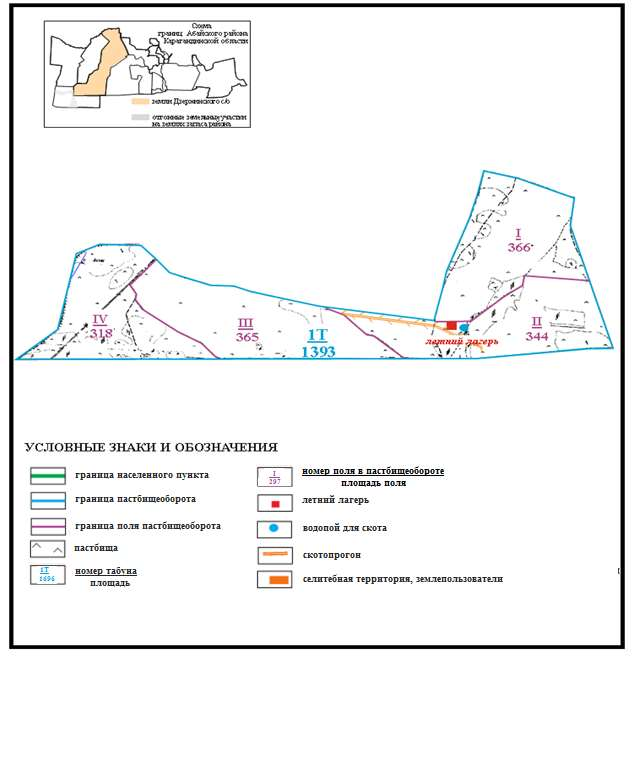 Схема
границ Абайского района
Карагандинской области
земли Дзержинского с/о
отгонные земельные участки
на землях запаса района
I
366
IV
318
III
365
1Т
1393
II
344
летний лагерь
УСЛОВНЫЕ ЗНАКИ И ОБОЗНАЧЕНИЯ
граница населенного пункта
граница пастбищеоборота
граница поля пастбищеоборота
пастбища
1Т
номер табуна
площадь
I
297
номер поля в пастбищеобороте
площадь поля
летний лагерь
водопой для скота
скотопрогон
селитебная территория, землепользователи